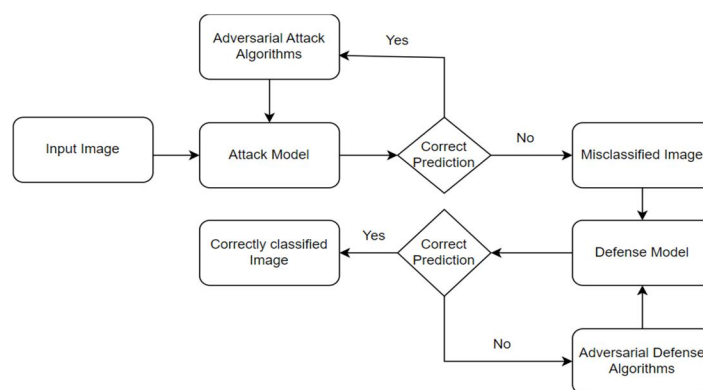 Adversarial Attack
Algorithms
Yes
Input Image
Attack Model
Correct
Prediction
No
Misclassified Image
Correctly classified
Image
Yes
Correct
Prediction
Defense Model
No
Adversarial Defense
Algorithms